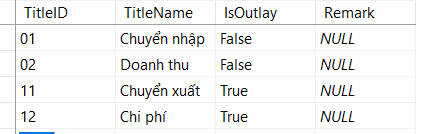 TitleID TitleName IsOutlay Remark
01 Chuyển nhập False NULL
02 Doanh thu False NULL
11 Chuyển xuất True NULL
12 Chi phí True NULL